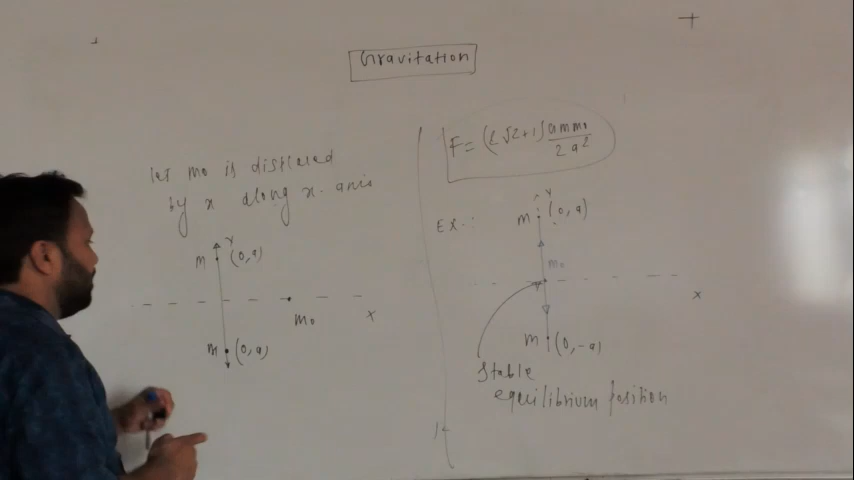 Gravitation
let m₀ is displaced
by x along x-axis
Y
m (0, a)
m₀
x
m (0, a)
F = (2√2+1) Gmm₀ / 2a²
Ex.:
Y
m (0, a)
m₀
x
m (0, -a)
Stable
equilibrium position